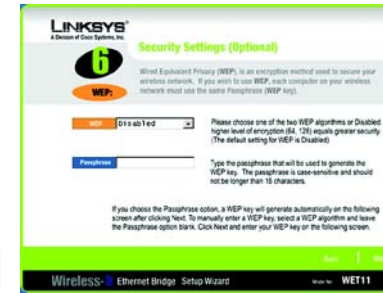 LINKSYS®
A Division of Cisco Systems, Inc.
6
WEP:
Security Settings (Optional)
Wired Equivalent Privacy (WEP), is an encryption method used to secure your
wireless network. If you wish to use WEP, each computer on your wireless
network must use the same Passphrase (WEP key).
WEP
Disabled
Please choose one of the two WEP algorithms or Disabled.
higher level of encryption (64, 128) equals greater security.
(The default setting for WEP is Disabled)
Passphrase
Type the passphrase that will be used to generate the
WEP key. The passphrase is case-sensitive and should
not be longer than 16 characters.
If you choose the Passphrase option, a WEP key will generate automatically on the following
screen after clicking Next. To manually enter a WEP key, select a WEP algorithm and leave
the Passphrase option blank. Click Next and enter your WEP key on the following screen.
Back
Wireless-B Ethernet Bridge Setup Wizard
Model No. WET11